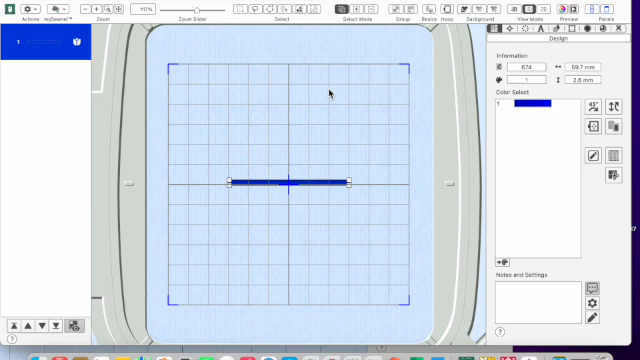 117%
mySewnet™
Zoom
Zoom Slider
Select
Select Mode
Group
Resize
Hoop
Background
View Mode
Preview
Panels
1
Design
Information
674
59.7 mm
1
2.6 mm
Color Select
1
45°
Notes and Settings